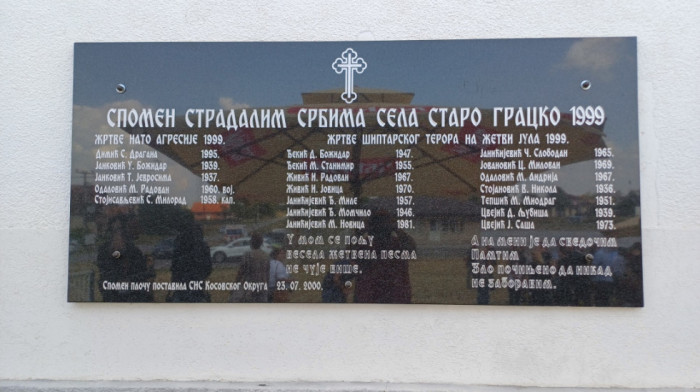 СПОМЕН СТРАДАЛИМ СРБИМА СЕЛА СТАРО ГРАЦКО 1999
ЖРТВЕ НАТО АГРЕСИЈЕ 1999.
Димић С. Драгана 1995.
Јанковић У. Божидар 1939.
Јанковић Т. Јевросима 1937.
Одаловић М. Радован 1960. вој.
Стојисављевић С. Милорад 1958. кап.
ЖРТВЕ ШИПТАРСКОГ ТЕРОРА НА ЖЕТВИ ЈУЛА 1999.
Ђекић Д. Божидар 1947.
Ђекић М. Станимир 1955.
Живић И. Радован 1967.
Живић И. Јовица 1970.
Јанићијевић Ђ. Миле 1957.
Јанићијевић Ђ. Момчило 1946.
Јанићијевић М. Новица 1981.
Јанићијевић Ч. Слободан 1965.
Јовановић Ц. Милован 1969.
Одаловић М. Андрија 1967.
Стојановић В. Никола 1936.
Тепшић М. Миодраг 1951.
Цвејић Д. Љубиша 1939.
Цвејић Ј. Саша 1973.
У мом се пољу
весела жетвена песма
не чује више.
А на мени је да сведочим
Памтим
Зло почињено да никад
не заборавим.
Спомен плочу поставила СНС Косовског Округа 23.07.2000.